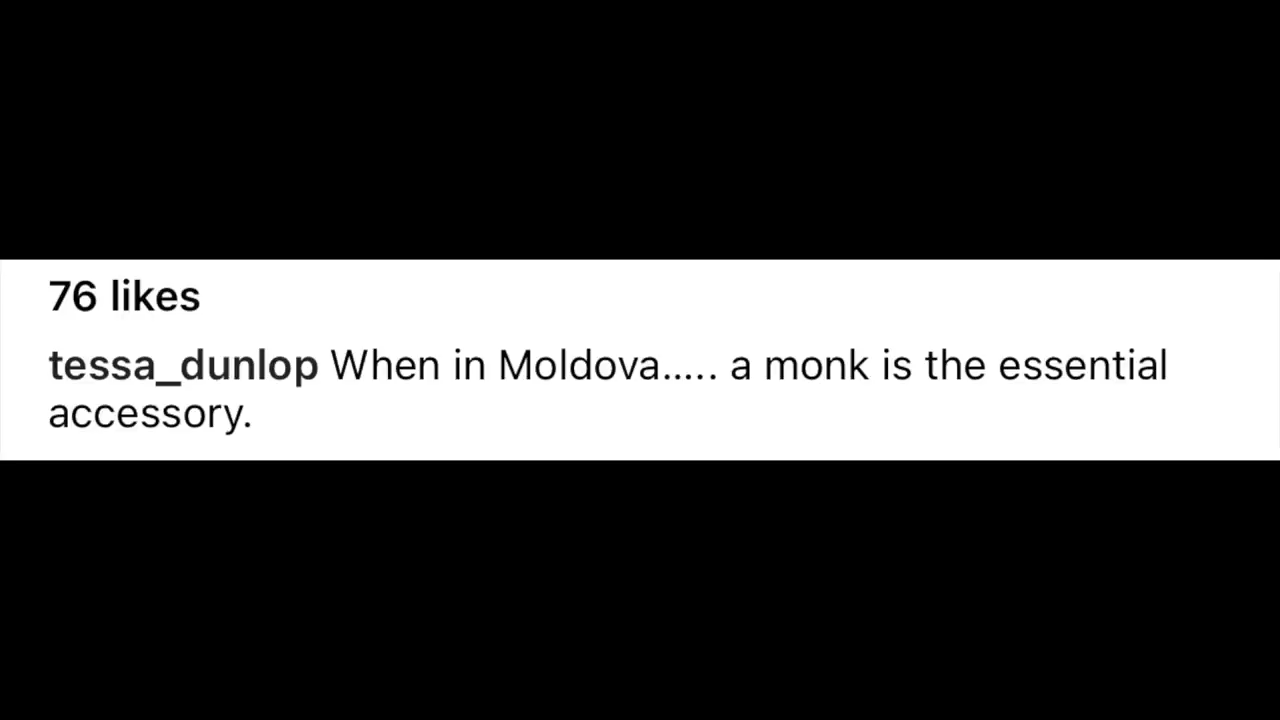 76 likes
tessa_dunlop When in Moldova..... a monk is the essential
accessory.